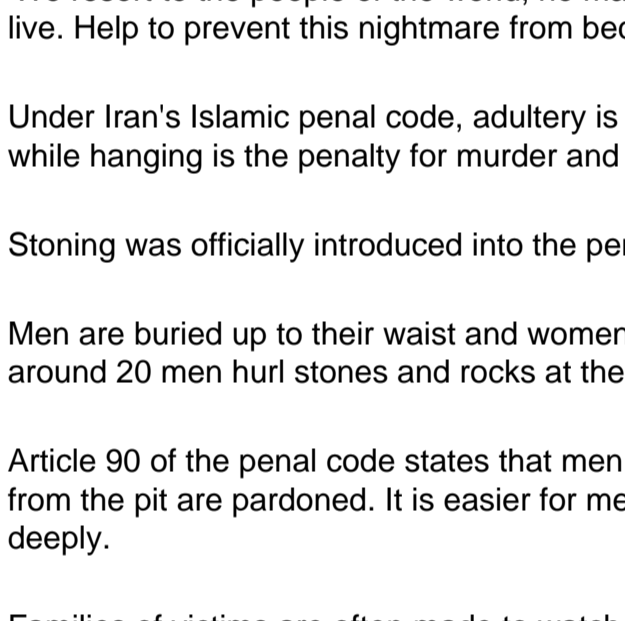 live. Help to prevent this nightmare from
Under Iran's Islamic penal code, adultery is
while hanging is the penalty for murder and
Stoning was officially introduced into the
Men are buried up to their waist and women
around 20 men hurl stones and rocks at the
Article 90 of the penal code states that men
from the pit are pardoned. It is easier for
deeply.